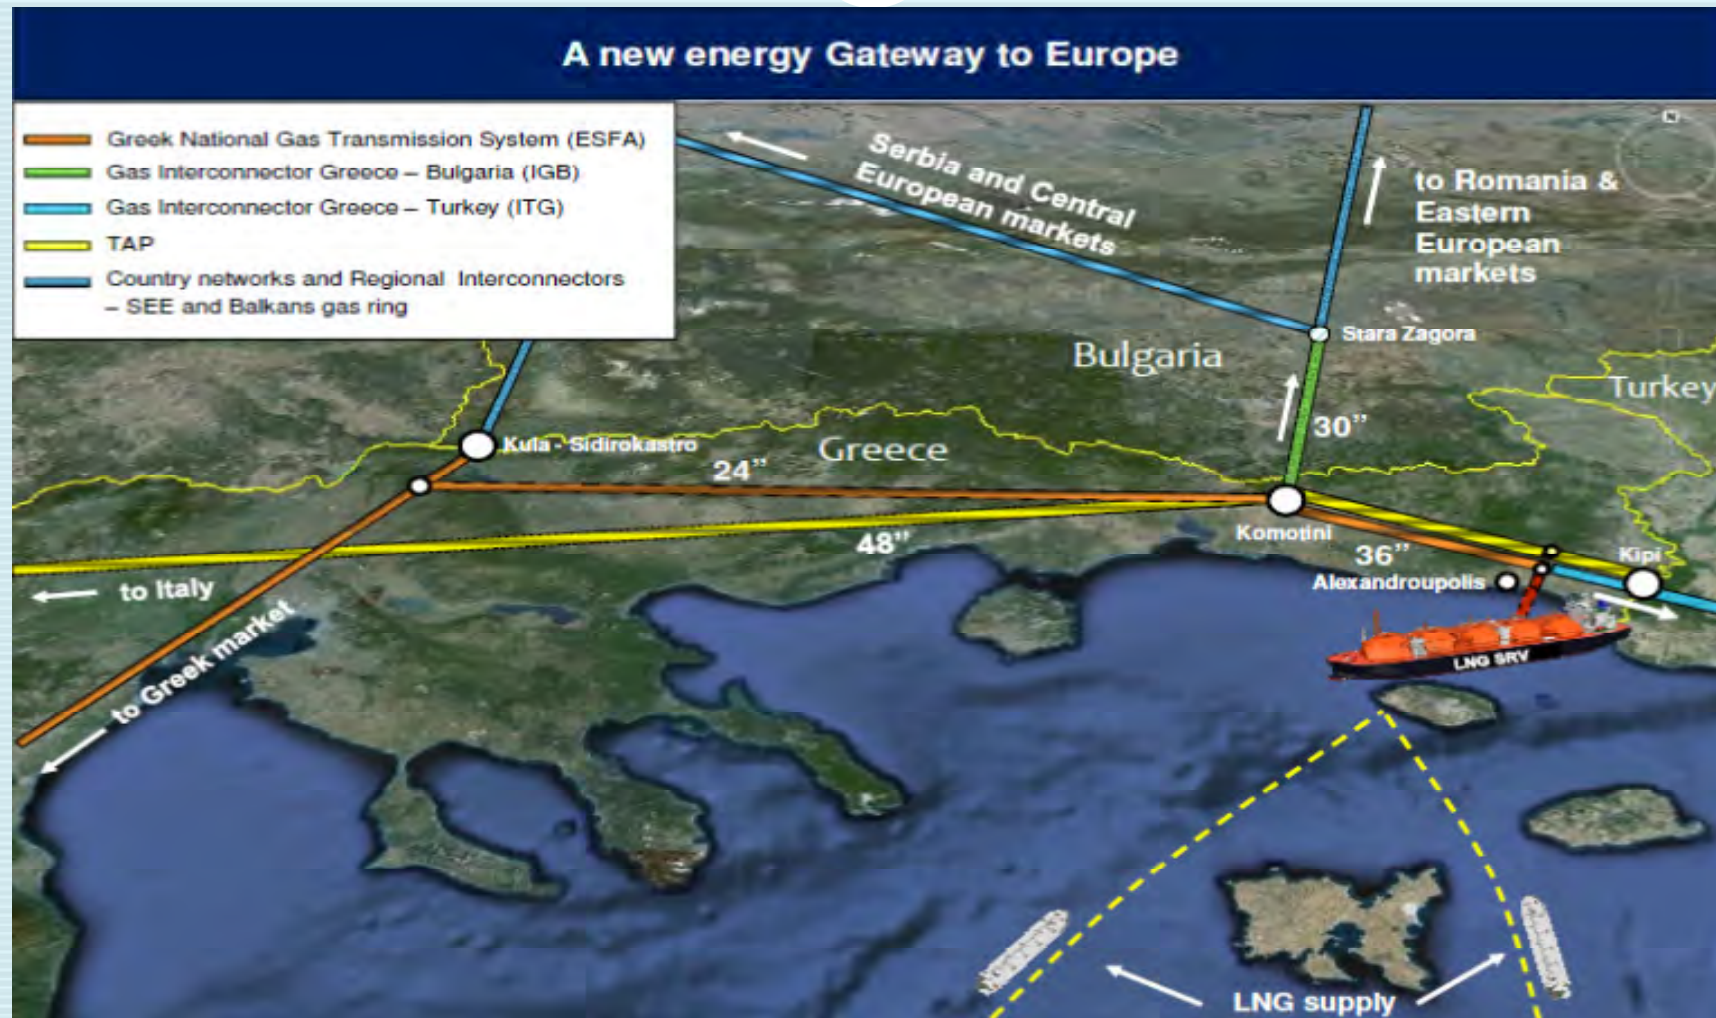 A new energy Gateway to Europe
Greek National Gas Transmission System (ESFA)
Gas Interconnector Greece – Bulgaria (IGB)
Gas Interconnector Greece – Turkey (ITG)
TAP
Country networks and Regional Interconnectors
– SEE and Balkans gas ring
Serbia and Central
European markets
to Romania &
Eastern
European
markets
N
Stara Zagora
Bulgaria
Turkey
30”
Kula - Sidirokastro
Greece
24”
Komotini
48”
36”
Kipi
Alexandroupolis
to Italy
to Greek market
LNG SRV
LNG supply